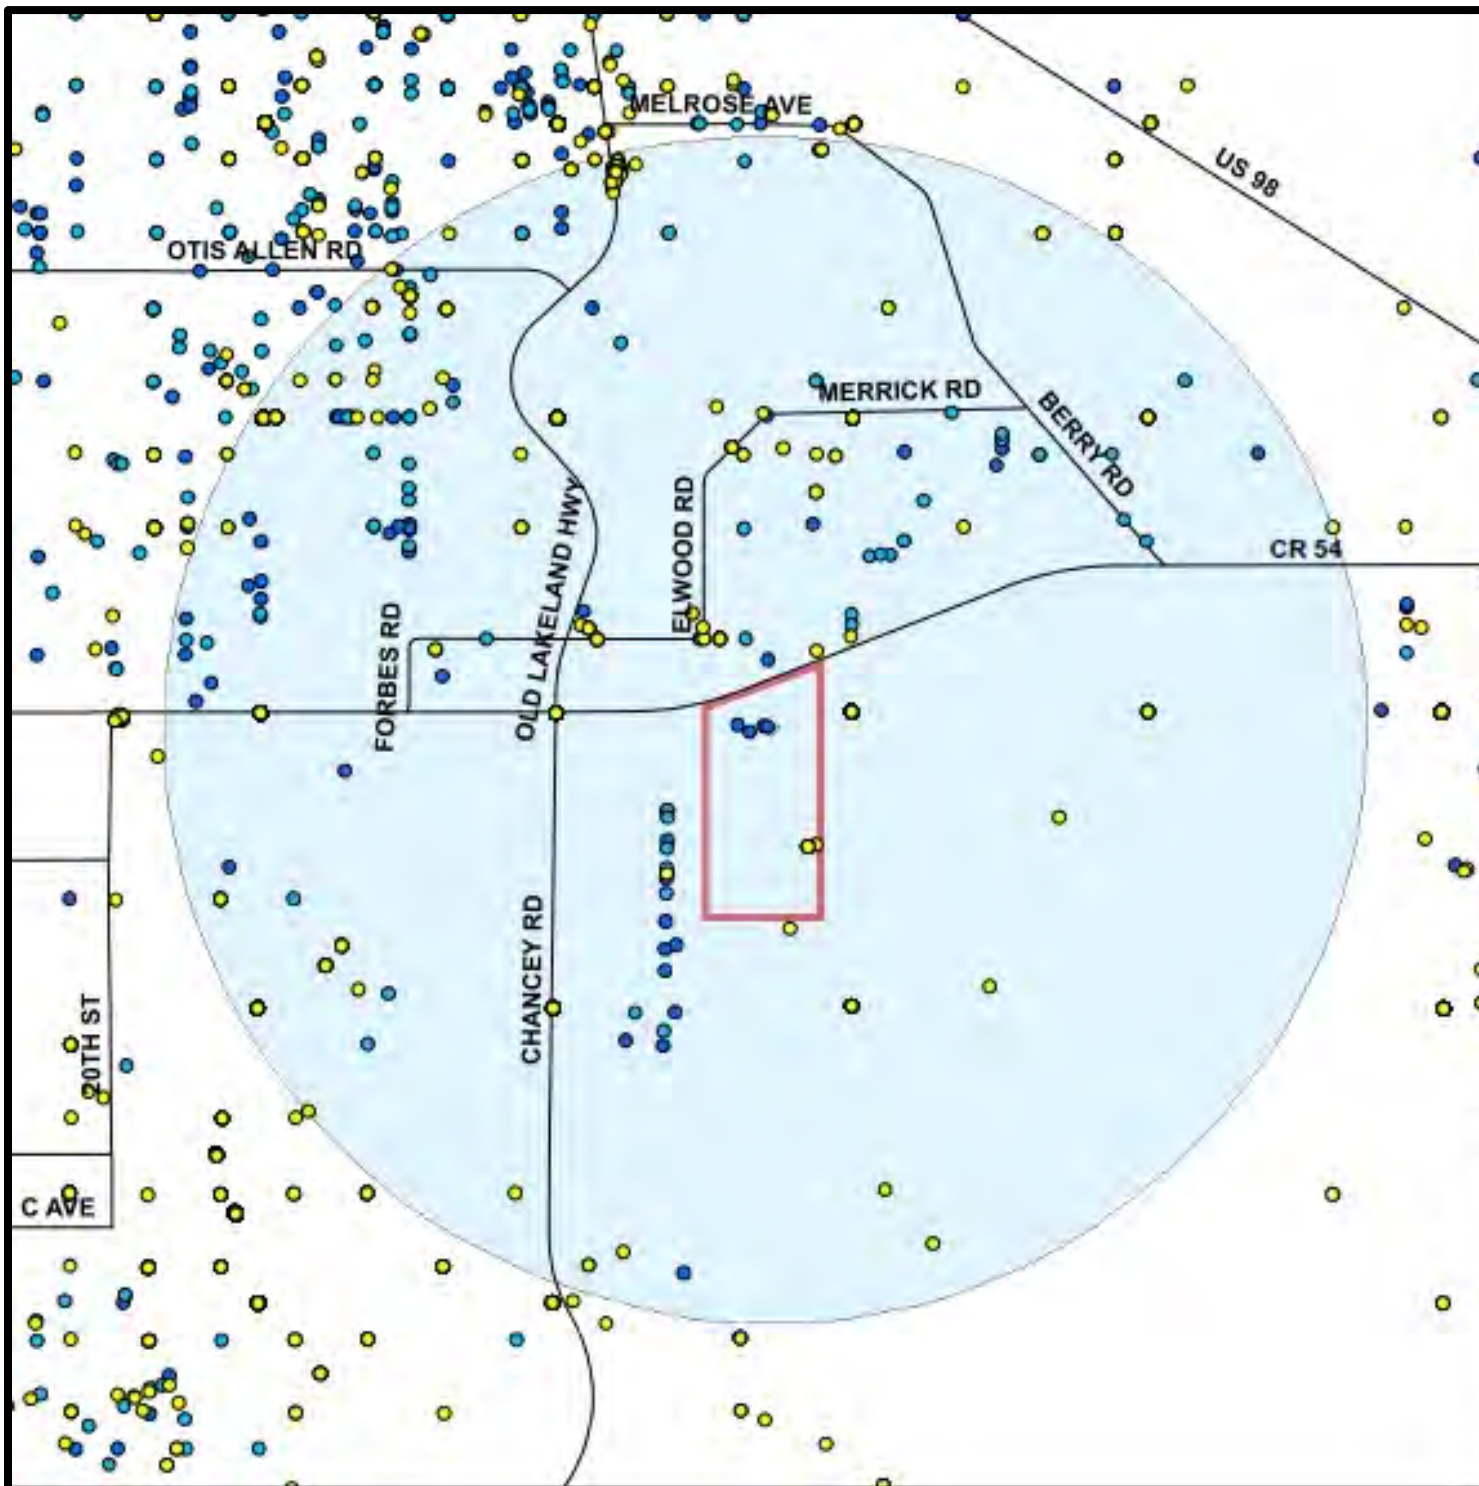 MELROSE AVE
US 98
OTIS ALLEN RD
MERRICK RD
BERRY RD
ELWOOD RD
OLD LAKELAND HWY
CR 54
FORBES RD
CHANCEY RD
20TH ST
C AVE